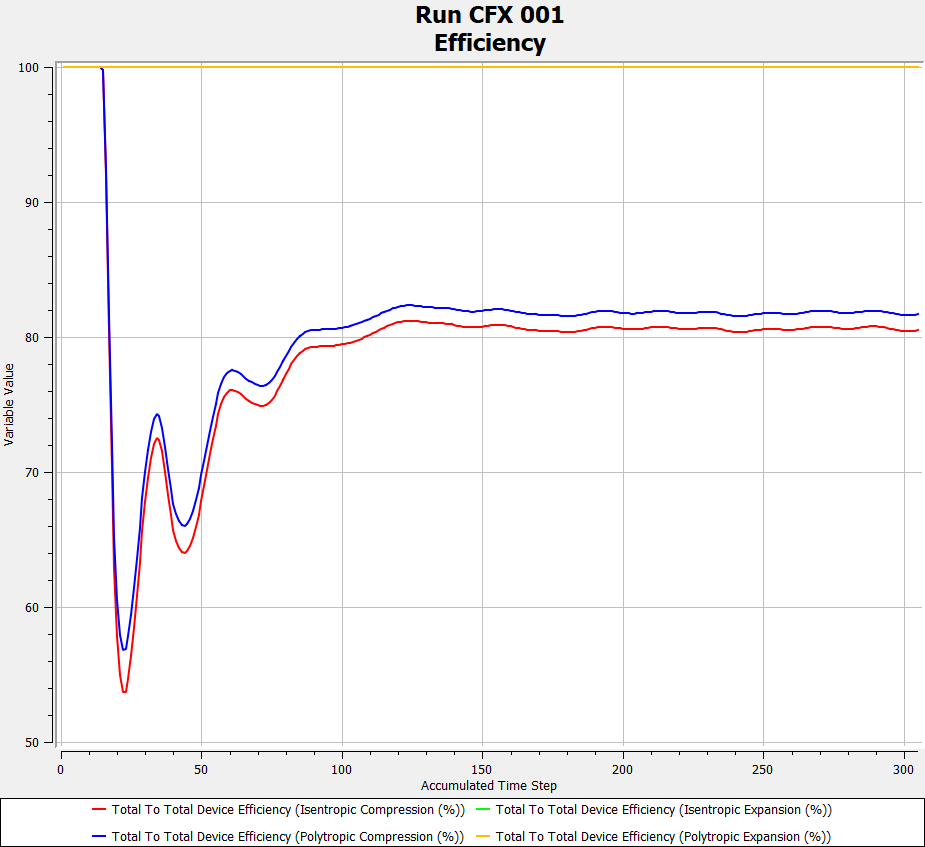 Run CFX 001
Efficiency
100
90
80
70
60
50
Variable Value
0 50 100 150 200 250 300
Accumulated Time Step
Total To Total Device Efficiency (Isentropic Compression (%)) Total To Total Device Efficiency (Isentropic Expansion (%))
Total To Total Device Efficiency (Polytropic Compression (%)) Total To Total Device Efficiency (Polytropic Expansion (%))